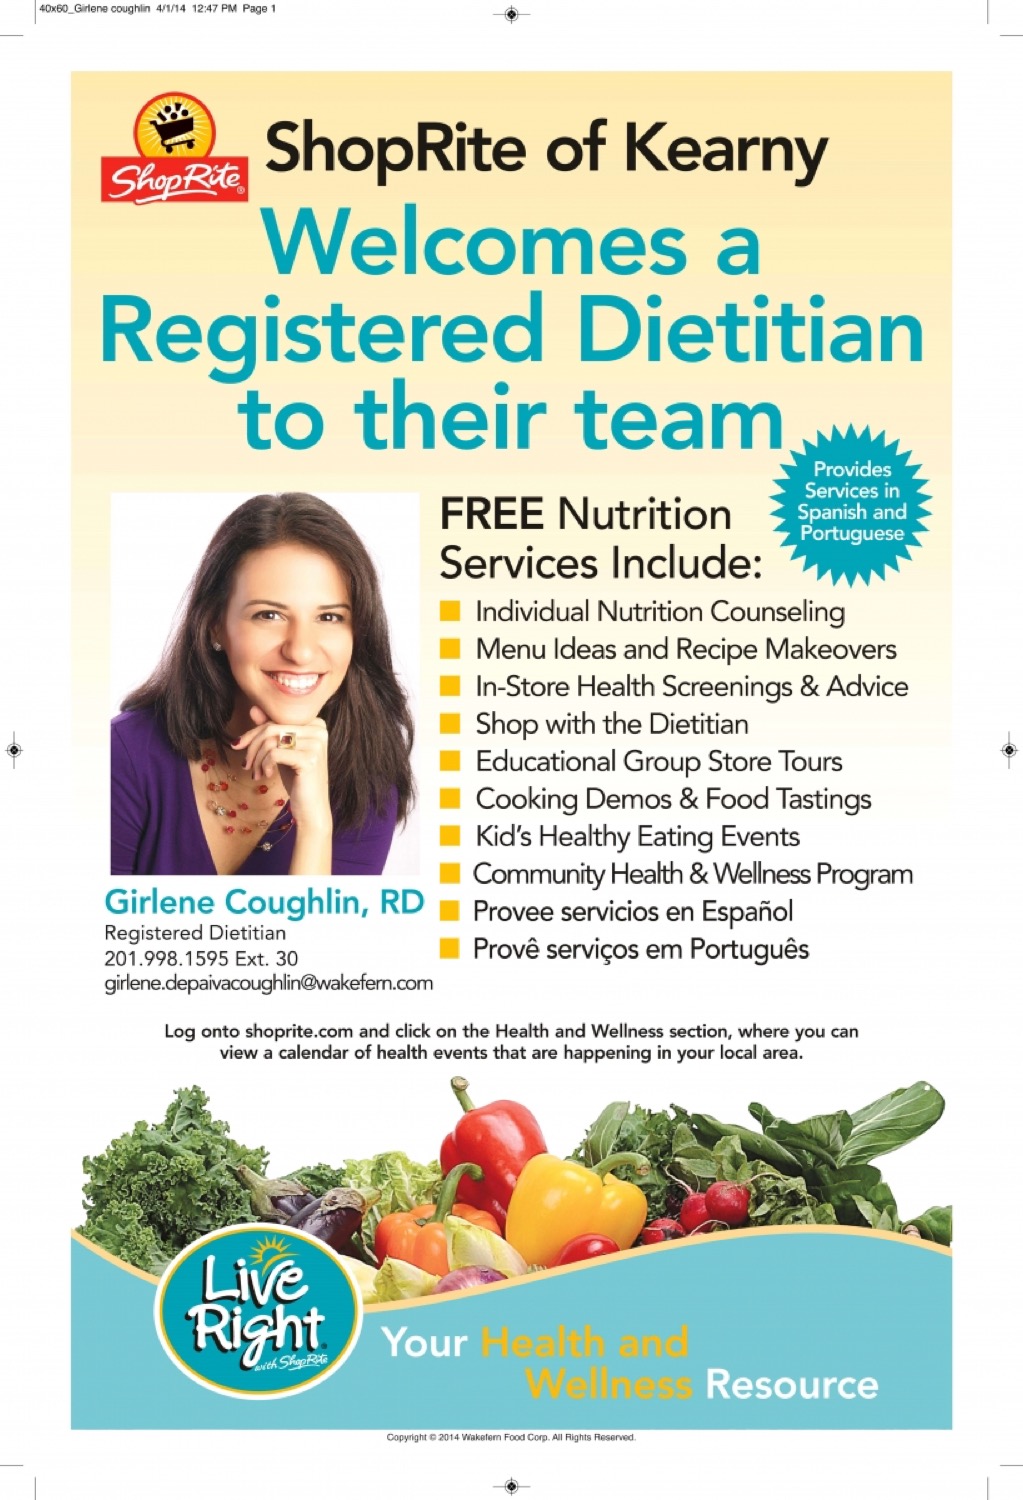 40x60_Girlene coughlin  4/1/14  12:47 PM  Page 1
ShopRite®
ShopRite of Kearny
Welcomes a
Registered Dietitian
to their team
Provides
Services in
Spanish and
Portuguese
FREE Nutrition
Services Include:
Individual Nutrition Counseling
Menu Ideas and Recipe Makeovers
In-Store Health Screenings & Advice
Shop with the Dietitian
Educational Group Store Tours
Cooking Demos & Food Tastings
Kid's Healthy Eating Events
Community Health & Wellness Program
Provee servicios en Español
Provê serviços em Português
Girlene Coughlin, RD
Registered Dietitian
201.998.1595 Ext. 30
girlene.depaivacoughlin@wakefern.com
Log onto shoprite.com and click on the Health and Wellness section, where you can
view a calendar of health events that are happening in your local area.
Live
Right®
with ShopRite
Your Health and
Wellness Resource
Copyright © 2014 Wakefern Food Corp. All Rights Reserved.